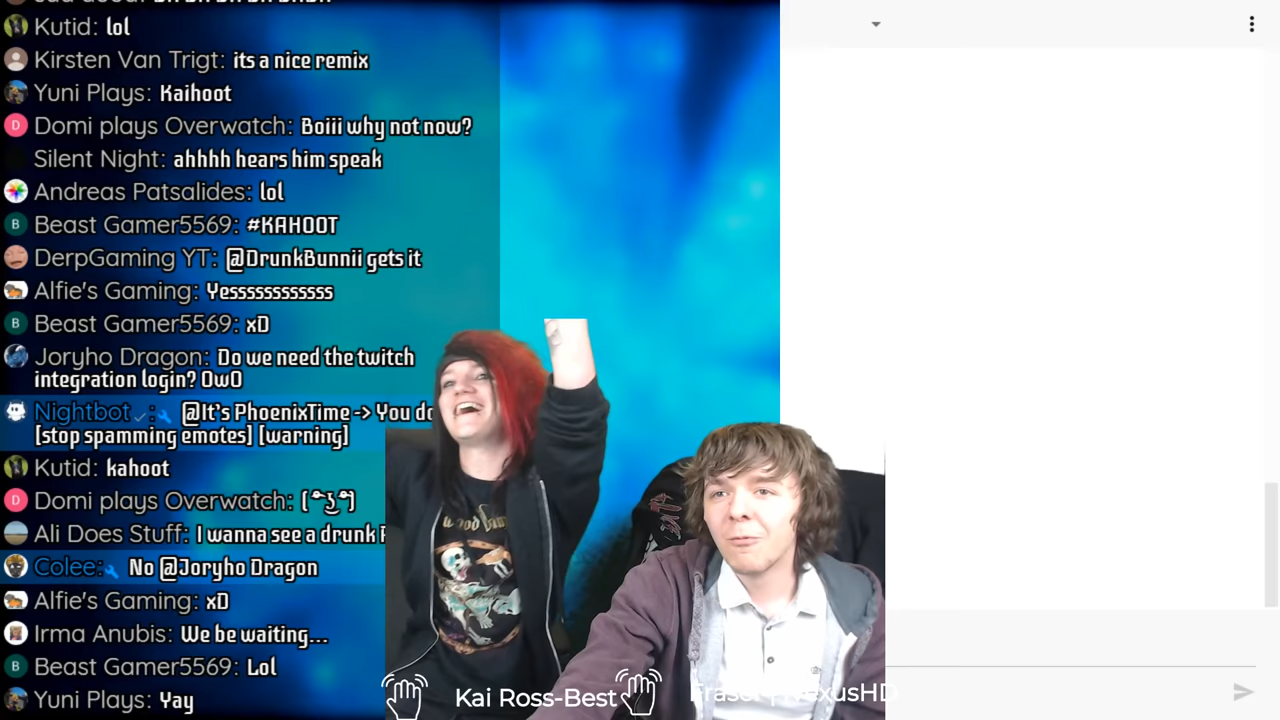 Kutid: lol
Kirsten Van Trigt: its a nice remix
Yuni Plays: Kaihoot
Domi plays Overwatch: Boiii why not now?
Silent Night: ahhhh hears him speak
Andreas Patsalides: lol
Beast Gamer5569: #KAHOOT
DerpGaming YT: @DrunkBunnii gets it
Alfie's Gaming: Yessssssssssss
Beast Gamer5569: xD
Joryho Dragon: Do we need the twitch
integration login? OwO
Nightbot ✓: @It's PhoenixTime -> You do
[stop spamming emotes] [warning]
Kutid: kahoot
Domi plays Overwatch: ( ͡° ͜ʖ ͡°)
Ali Does Stuff: I wanna see a drunk
Colee: No @Joryho Dragon
Alfie's Gaming: xD
Irma Anubis: We be waiting...
Beast Gamer5569: Lol
Yuni Plays: Yay
Kai Ross-Best
Fraser | NexusHD